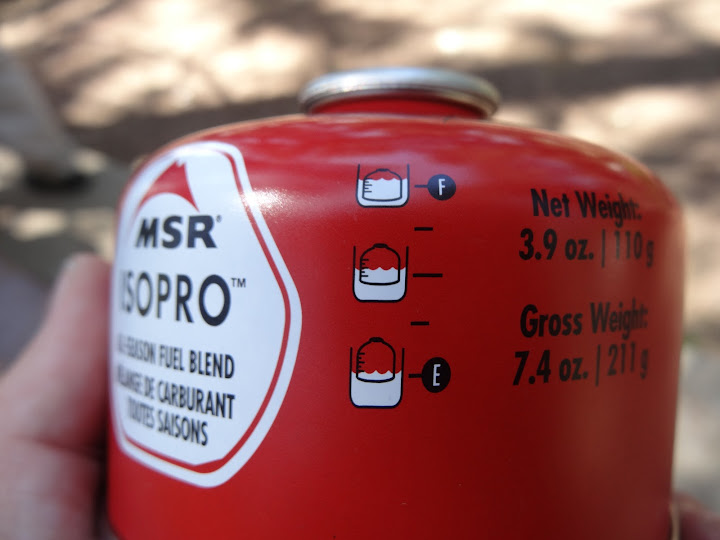 MSR®
ISOPRO™
ALL-SEASON FUEL BLEND
MÉLANGE DE CARBURANT
TOUTES SAISONS
F
E
Net Weight:
3.9 oz. | 110 g
Gross Weight:
7.4 oz. | 211 g